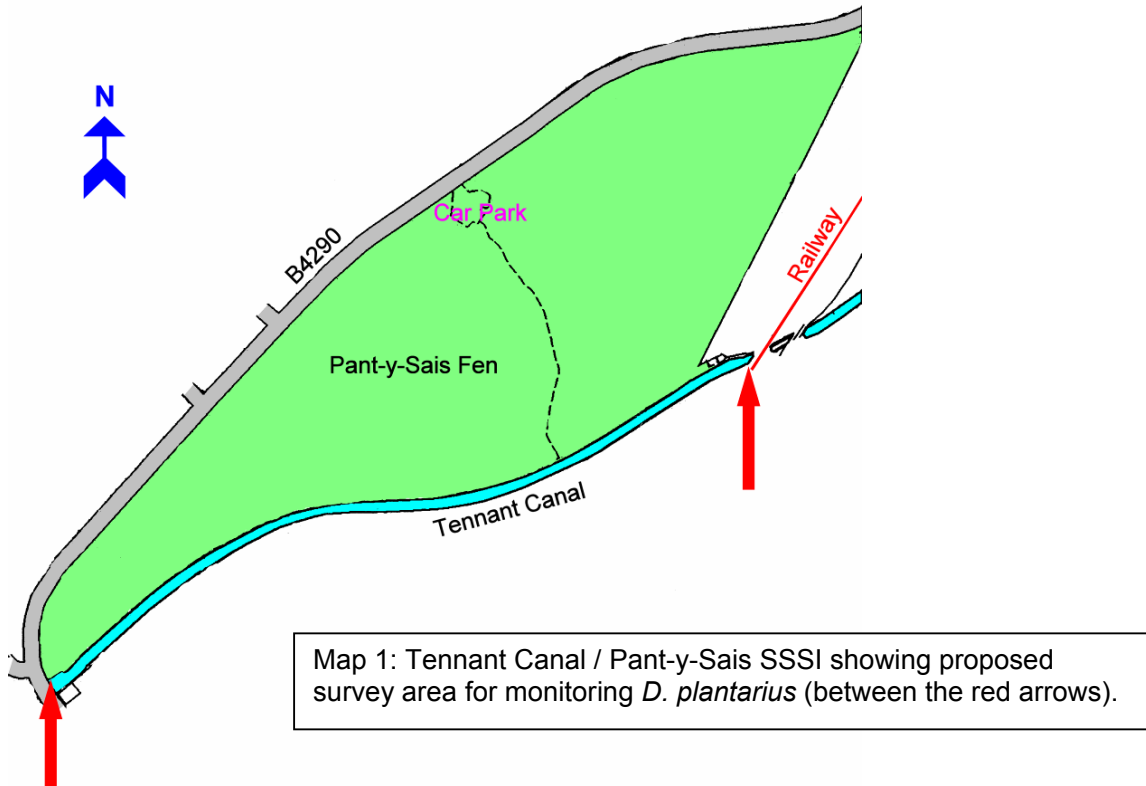 N
Car Park
B4290
Railway
Pant-y-Sais Fen
Tennant Canal
Map 1: Tennant Canal / Pant-y-Sais SSSI showing proposed
survey area for monitoring D. plantarius (between the red arrows).